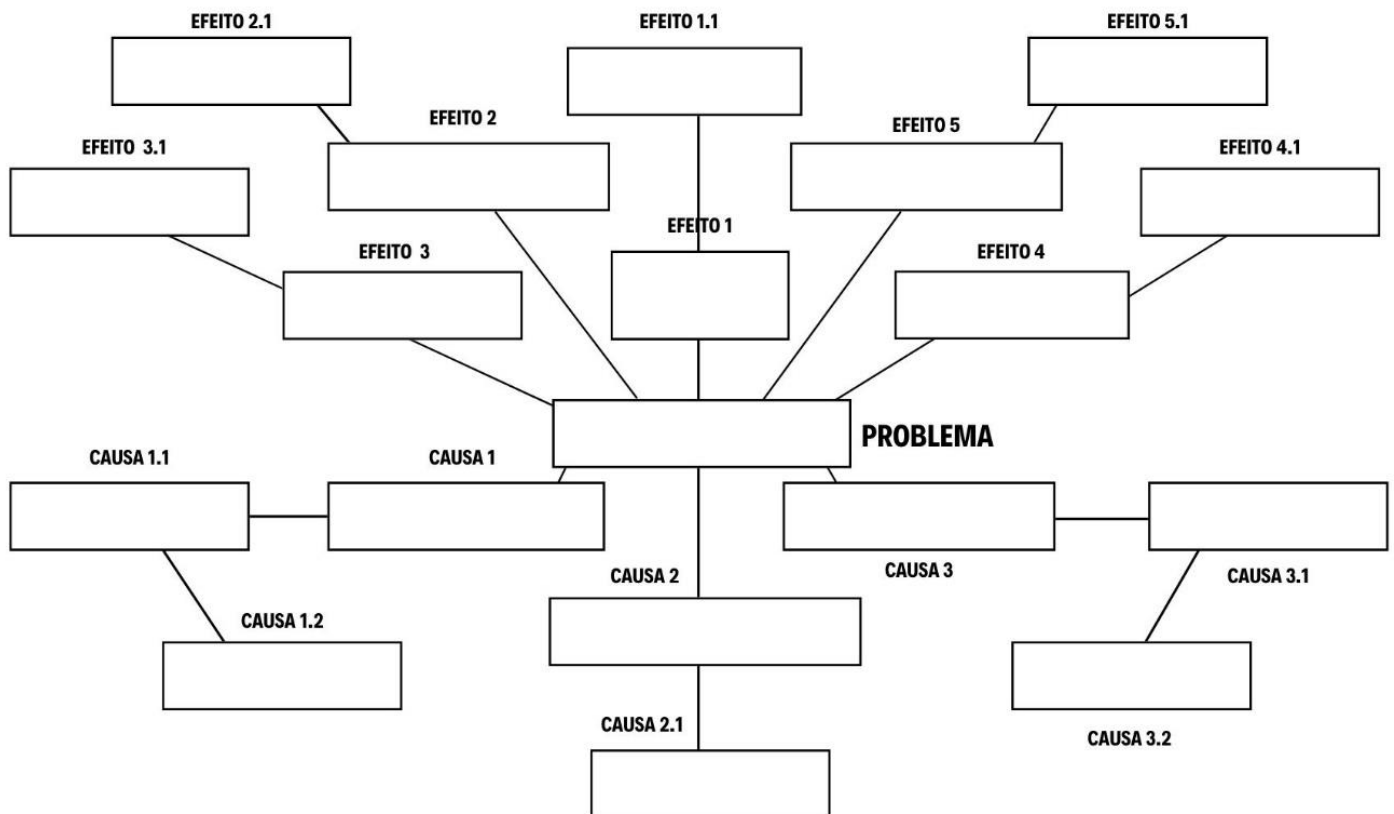 EFEITO 2.1
EFEITO 1.1
EFEITO 5.1
EFEITO 2
EFEITO 5
EFEITO 3.1
EFEITO 4.1
EFEITO 1
EFEITO 3
EFEITO 4
PROBLEMA
CAUSA 1.1
CAUSA 1
CAUSA 2
CAUSA 3
CAUSA 3.1
CAUSA 1.2
CAUSA 2.1
CAUSA 3.2